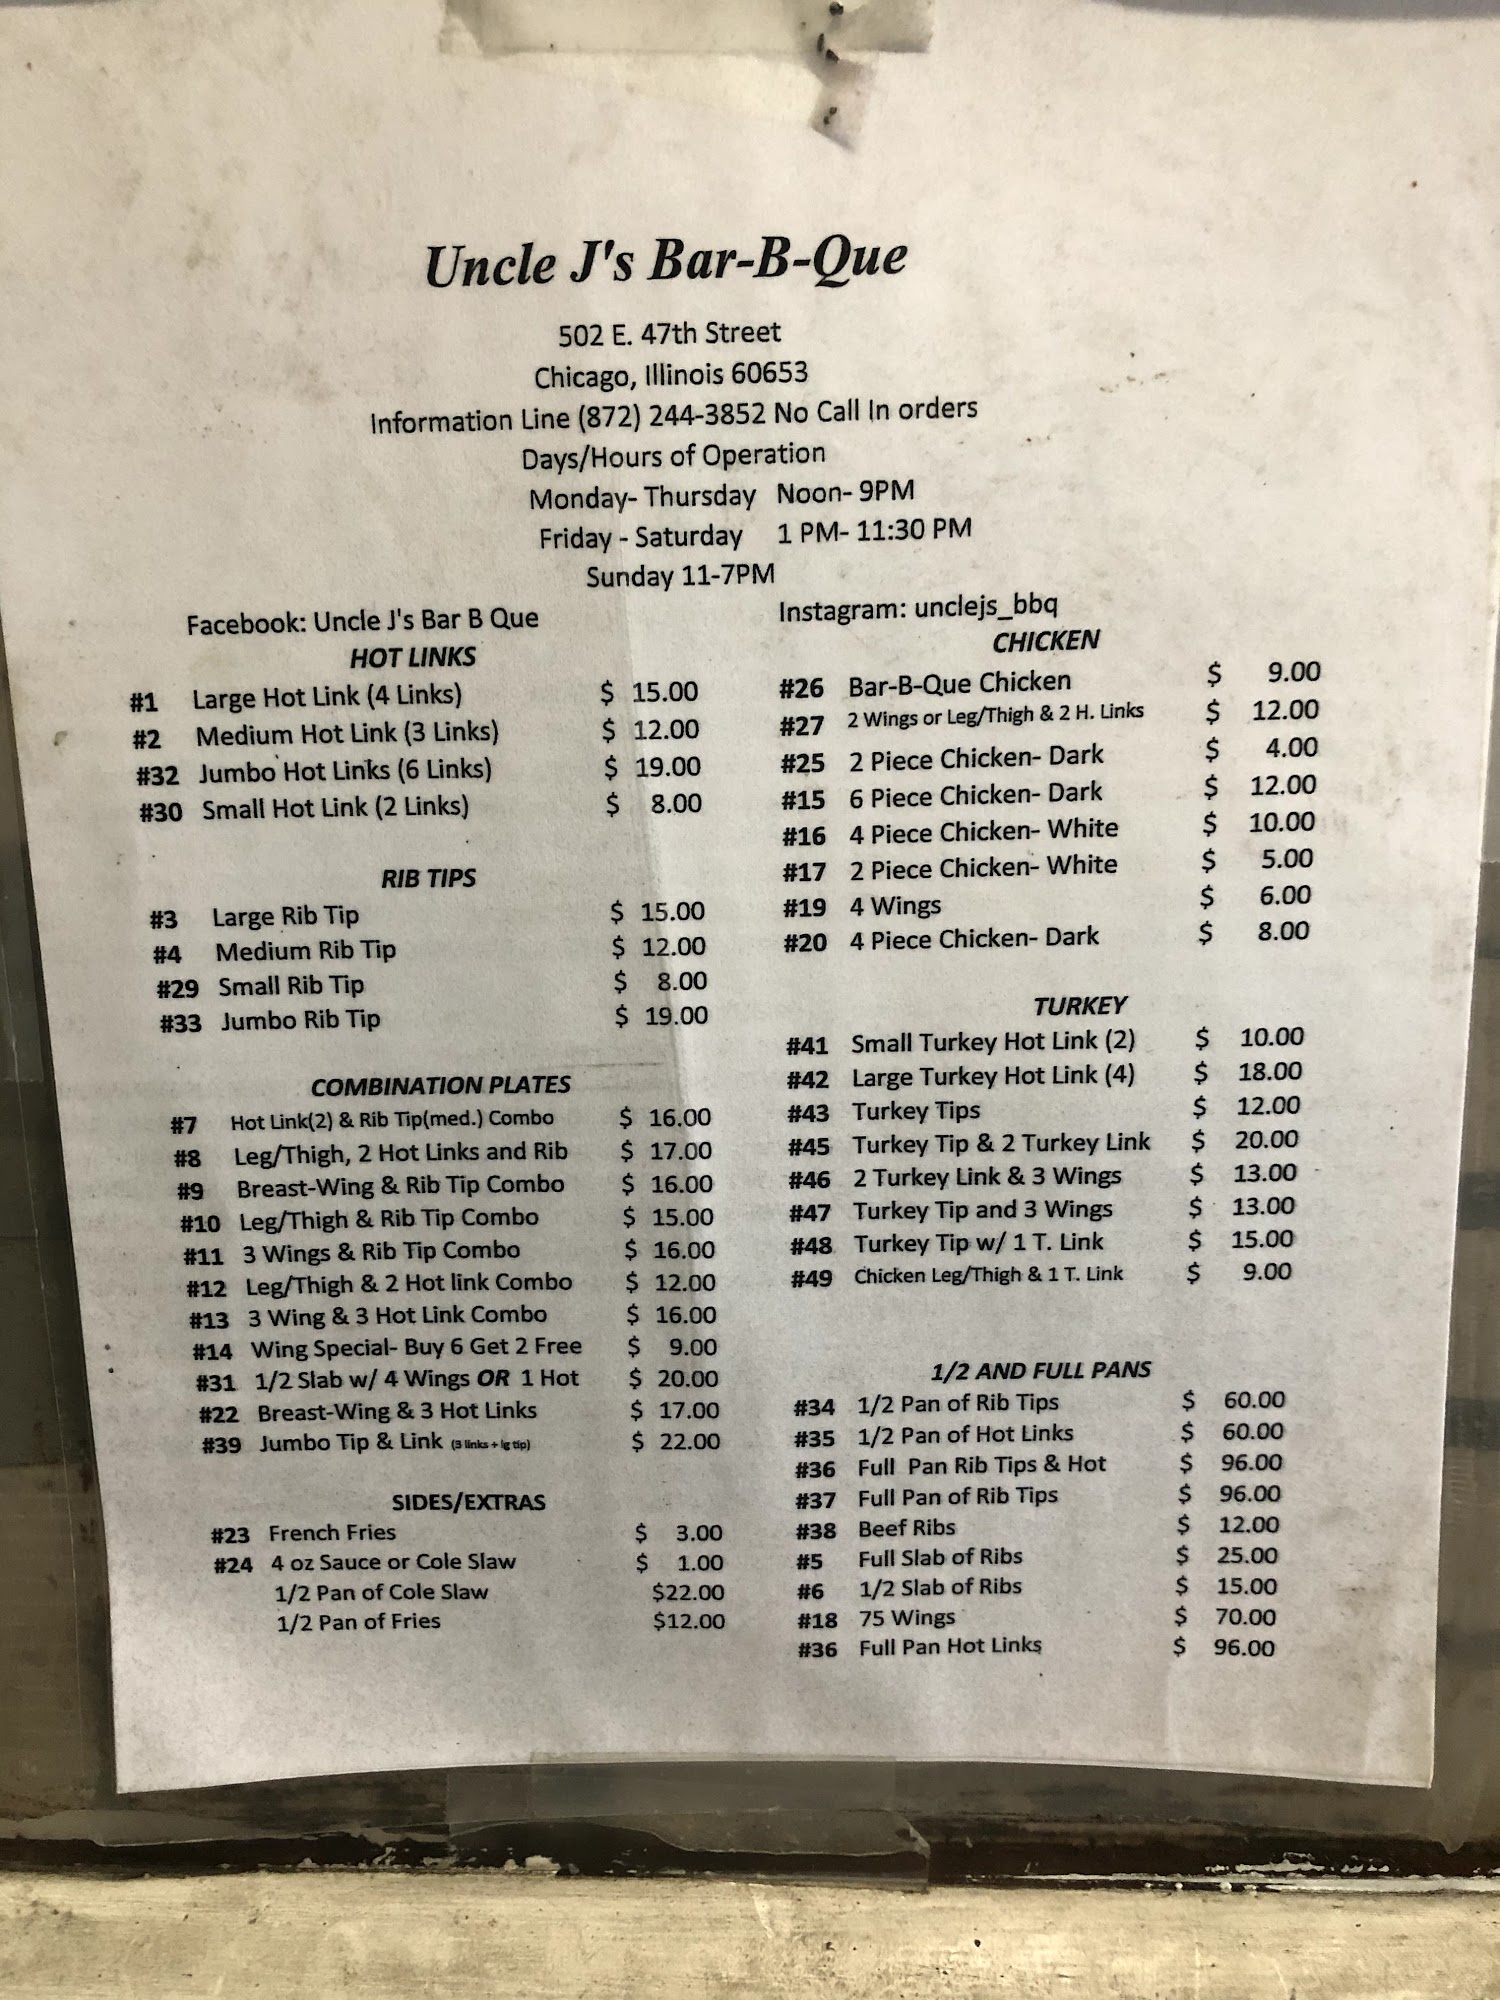 Uncle J's Bar-B-Que
502 E. 47th Street
Chicago, Illinois 60653
Information Line (872) 244-3852 No Call In orders
Days/Hours of Operation
Monday- Thursday Noon- 9PM
Friday - Saturday 1 PM- 11:30 PM
Sunday 11-7PM
Facebook: Uncle J's Bar B Que
Instagram: unclejs_bbq
HOT LINKS
#1 Large Hot Link (4 Links) $ 15.00
#2 Medium Hot Link (3 Links) $ 12.00
#32 Jumbo Hot Links (6 Links) $ 19.00
#30 Small Hot Link (2 Links) $ 8.00
RIB TIPS
#3 Large Rib Tip $ 15.00
#4 Medium Rib Tip $ 12.00
#29 Small Rib Tip $ 8.00
#33 Jumbo Rib Tip $ 19.00
COMBINATION PLATES
#7 Hot Link(2) & Rib Tip(med.) Combo $ 16.00
#8 Leg/Thigh, 2 Hot Links and Rib $ 17.00
#9 Breast-Wing & Rib Tip Combo $ 16.00
#10 Leg/Thigh & Rib Tip Combo $ 15.00
#11 3 Wings & Rib Tip Combo $ 16.00
#12 Leg/Thigh & 2 Hot link Combo $ 12.00
#13 3 Wing & 3 Hot Link Combo $ 16.00
#14 Wing Special- Buy 6 Get 2 Free $ 9.00
#31 1/2 Slab w/ 4 Wings OR 1 Hot $ 20.00
#22 Breast-Wing & 3 Hot Links $ 17.00
#39 Jumbo Tip & Link (3 links + lg tip) $ 22.00
SIDES/EXTRAS
#23 French Fries $ 3.00
#24 4 oz Sauce or Cole Slaw $ 1.00
1/2 Pan of Cole Slaw $22.00
1/2 Pan of Fries $12.00
CHICKEN
#26 Bar-B-Que Chicken $ 9.00
#27 2 Wings or Leg/Thigh & 2 H. Links $ 12.00
#25 2 Piece Chicken- Dark $ 4.00
#15 6 Piece Chicken- Dark $ 12.00
#16 4 Piece Chicken- White $ 10.00
#17 2 Piece Chicken- White $ 5.00
#19 4 Wings $ 6.00
#20 4 Piece Chicken- Dark $ 8.00
TURKEY
#41 Small Turkey Hot Link (2) $ 10.00
#42 Large Turkey Hot Link (4) $ 18.00
#43 Turkey Tips $ 12.00
#45 Turkey Tip & 2 Turkey Link $ 20.00
#46 2 Turkey Link & 3 Wings $ 13.00
#47 Turkey Tip and 3 Wings $ 13.00
#48 Turkey Tip w/ 1 T. Link $ 15.00
#49 Chicken Leg/Thigh & 1 T. Link $ 9.00
1/2 AND FULL PANS
#34 1/2 Pan of Rib Tips $ 60.00
#35 1/2 Pan of Hot Links $ 60.00
#36 Full Pan Rib Tips & Hot $ 96.00
#37 Full Pan of Rib Tips $ 96.00
#38 Beef Ribs $ 12.00
#5 Full Slab of Ribs $ 25.00
#6 1/2 Slab of Ribs $ 15.00
#18 75 Wings $ 70.00
#36 Full Pan Hot Links $ 96.00